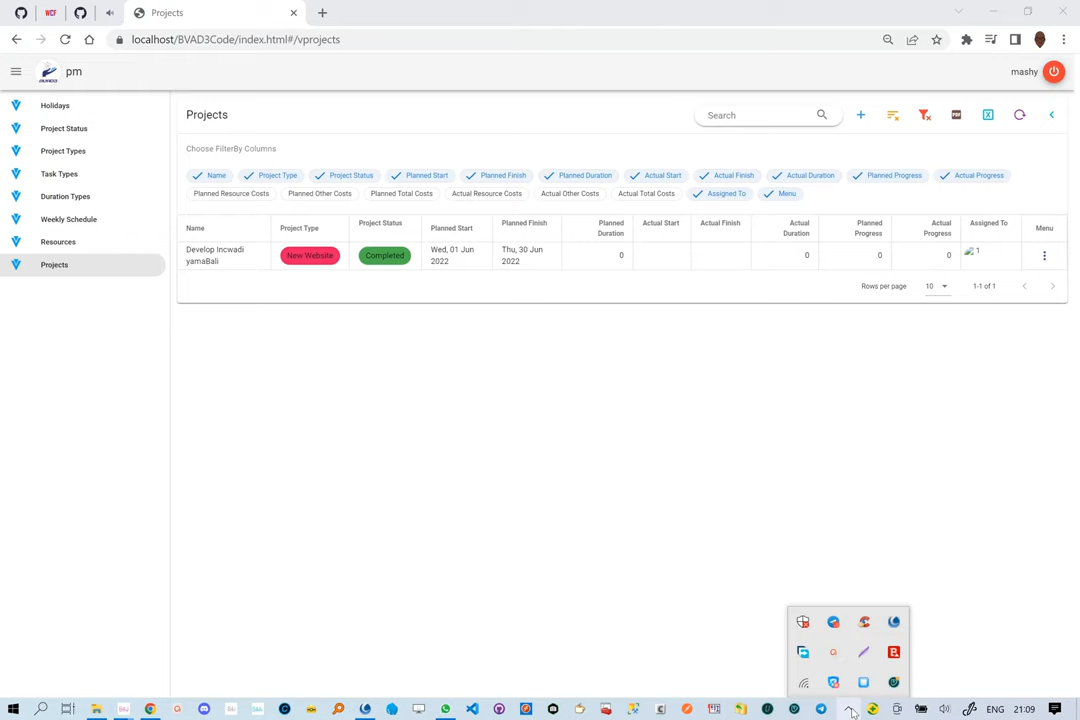 WCF
Projects
localhost/BVAD3Code/index.html#/vprojects
pm
mashy
Holidays
Project Status
Project Types
Task Types
Duration Types
Weekly Schedule
Resources
Projects
Projects
Search
PDF
X
Choose FilterBy Columns
Name
Project Type
Project Status
Planned Start
Planned Finish
Planned Duration
Actual Start
Actual Finish
Actual Duration
Planned Progress
Actual Progress
Planned Resource Costs
Planned Other Costs
Planned Total Costs
Actual Resource Costs
Actual Other Costs
Actual Total Costs
Assigned To
Menu
Name
Project Type
Project Status
Planned Start
Planned Finish
Planned Duration
Actual Start
Actual Finish
Actual Duration
Planned Progress
Actual Progress
Assigned To
Menu
Develop Incwadi yamaBali
New Website
Completed
Wed, 01 Jun 2022
Thu, 30 Jun 2022
0
0
0
0
1
Rows per page
10
1-1 of 1
ENG
21:09